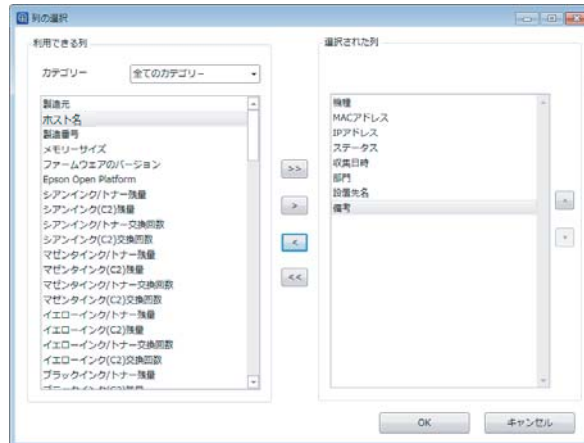 列の選択
利用できる列
カテゴリー
全てのカテゴリー
製造元
ホスト名
製造番号
メモリーサイズ
ファームウェアのバージョン
Epson Open Platform
シアンインク/トナー残量
シアンインク(C2)残量
シアンインク/トナー交換回数
シアンインク(C2)交換回数
マゼンタインク/トナー残量
マゼンタインク(C2)残量
マゼンタインク/トナー交換回数
マゼンタインク(C2)交換回数
イエローインク/トナー残量
イエローインク(C2)残量
イエローインク/トナー交換回数
イエローインク(C2)交換回数
ブラックインク/トナー残量
>>
>
<
<<
選択された列
機種
MACアドレス
IPアドレス
ステータス
収集日時
部門
設置先名
備考
OK
キャンセル